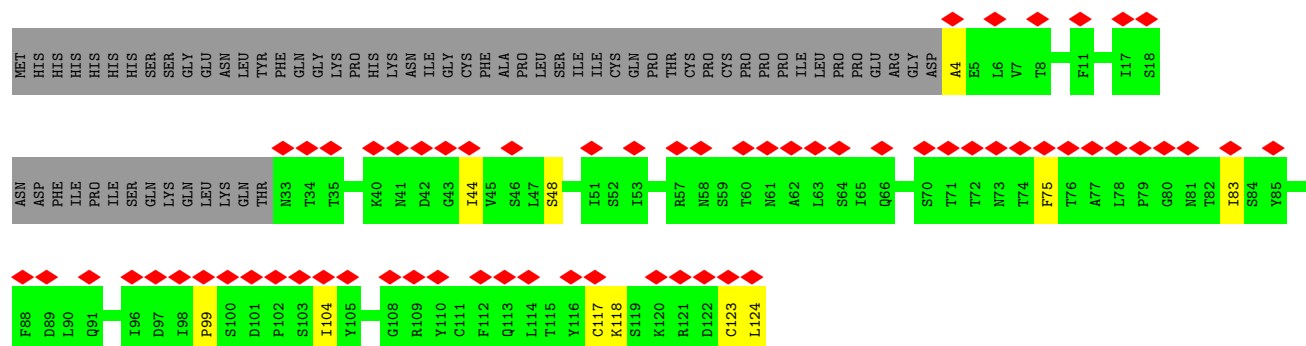 MET HIS HIS HIS HIS HIS HIS SER SER GLY GLU ASN LEU TYR PHE GLN GLY LYS PRO HIS LYS ASN ILE GLY CYS PHE ALA PRO LEU SER ILE ILE CYS GLN PRO THR CYS PRO CYS PRO PRO PRO ILE LEU PRO PRO GLU ARG GLY ASP A4 E5 L6 V7 T8 F11 I17 S18
ASN ASP PHE ILE PRO ILE SER GLN LYS GLN LEU LYS GLN THR N33 T34 T35 K40 N41 D42 G43 I44 V45 S46 L47 S48 I51 S52 I53 R57 N58 S59 T60 N61 A62 L63 S64 I65 Q66 S70 T71 T72 N73 T74 F75 T76 A77 L78 P79 G80 N81 T82 I83 S84 Y85
F88 D89 L90 Q91 I96 D97 I98 P99 S100 D101 P102 S103 I104 Y105 G108 R109 Y110 C111 F112 Q113 L114 T115 Y116 C117 K118 S119 K120 R121 D122 C123 L124